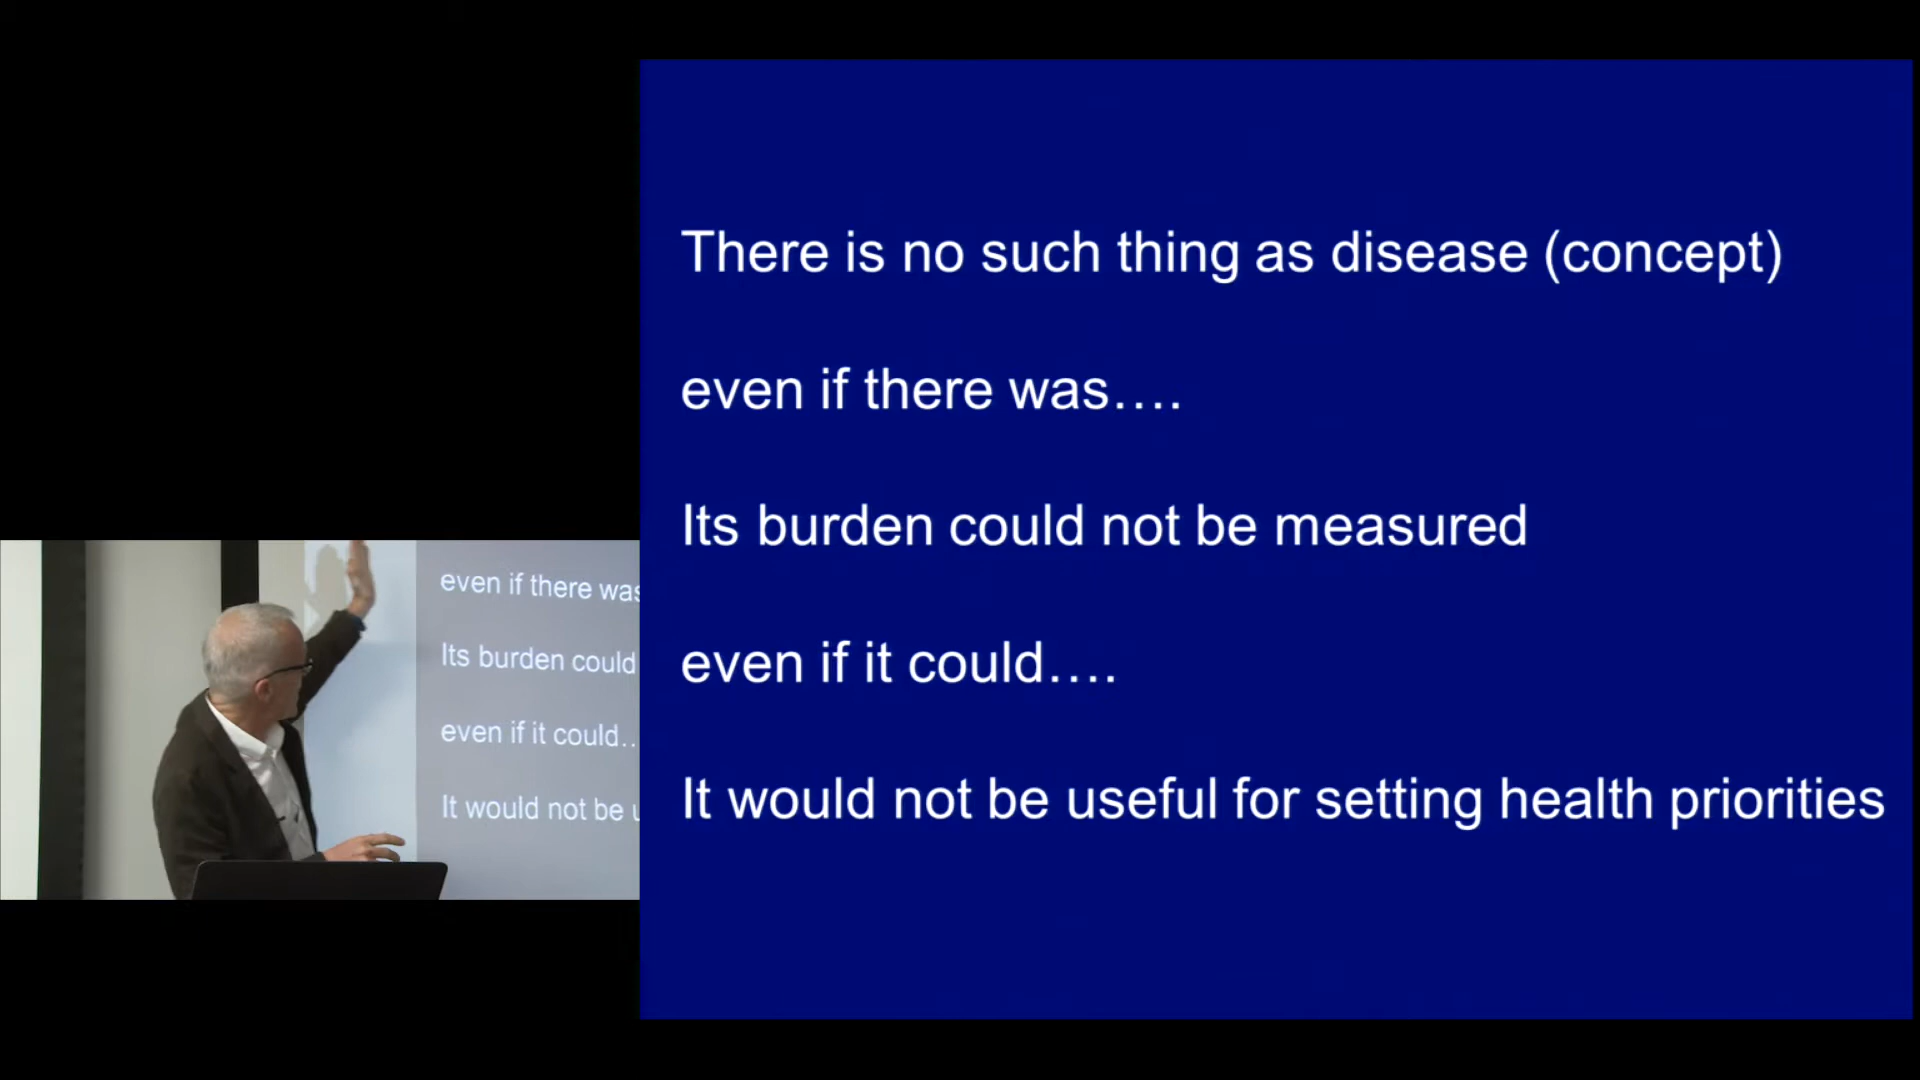 There is no such thing as disease (concept)
even if there was….
Its burden could not be measured
even if it could….
It would not be useful for setting health priorities
even if there was
Its burden could
even if it could..
It would not be